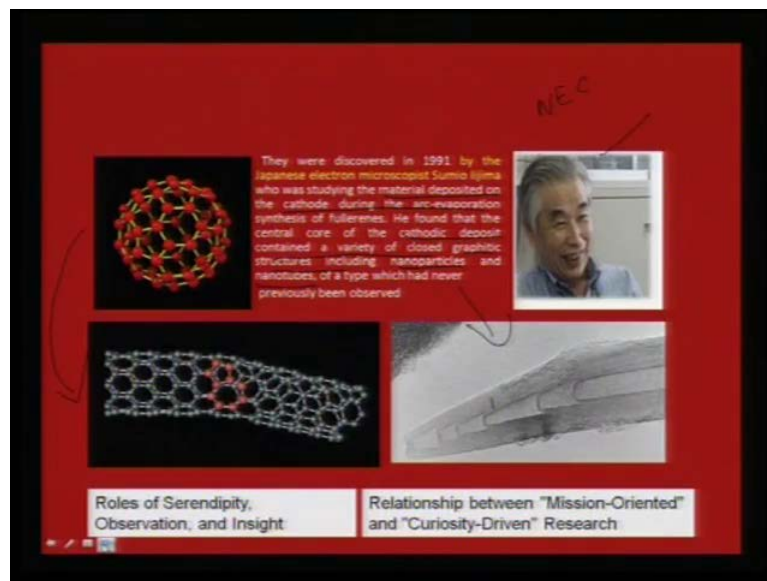 NEC
They were discovered in 1991 by the
Japanese electron microscopist Sumio Iijima
who was studying the material deposited on
the cathode during the arc-evaporation
synthesis of fullerenes. He found that the
central core of the cathodic deposit
contained a variety of closed graphitic
structures including nanoparticles and
nanotubes, of a type which had never
previously been observed
Roles of Serendipity,
Observation, and Insight
Relationship between "Mission-Oriented"
and "Curiosity-Driven" Research